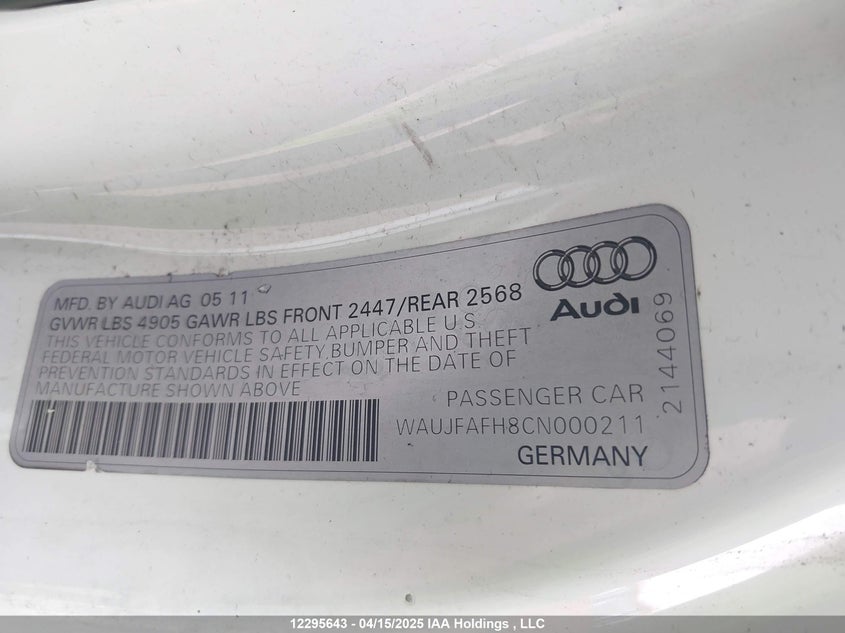 MFD. BY AUDI AG 05 11
GVWR LBS 4905 GAWR LBS FRONT 2447/REAR 2568
THIS VEHICLE CONFORMS TO ALL APPLICABLE U S
FEDERAL MOTOR VEHICLE SAFETY, BUMPER AND THEFT
PREVENTION STANDARDS IN EFFECT ON THE DATE OF
MANUFACTURE SHOWN ABOVE
Audi
PASSENGER CAR
WAUJFAFH8CN000211
GERMANY
2144069
12295643 - 04/15/2025 IAA Holdings , LLC